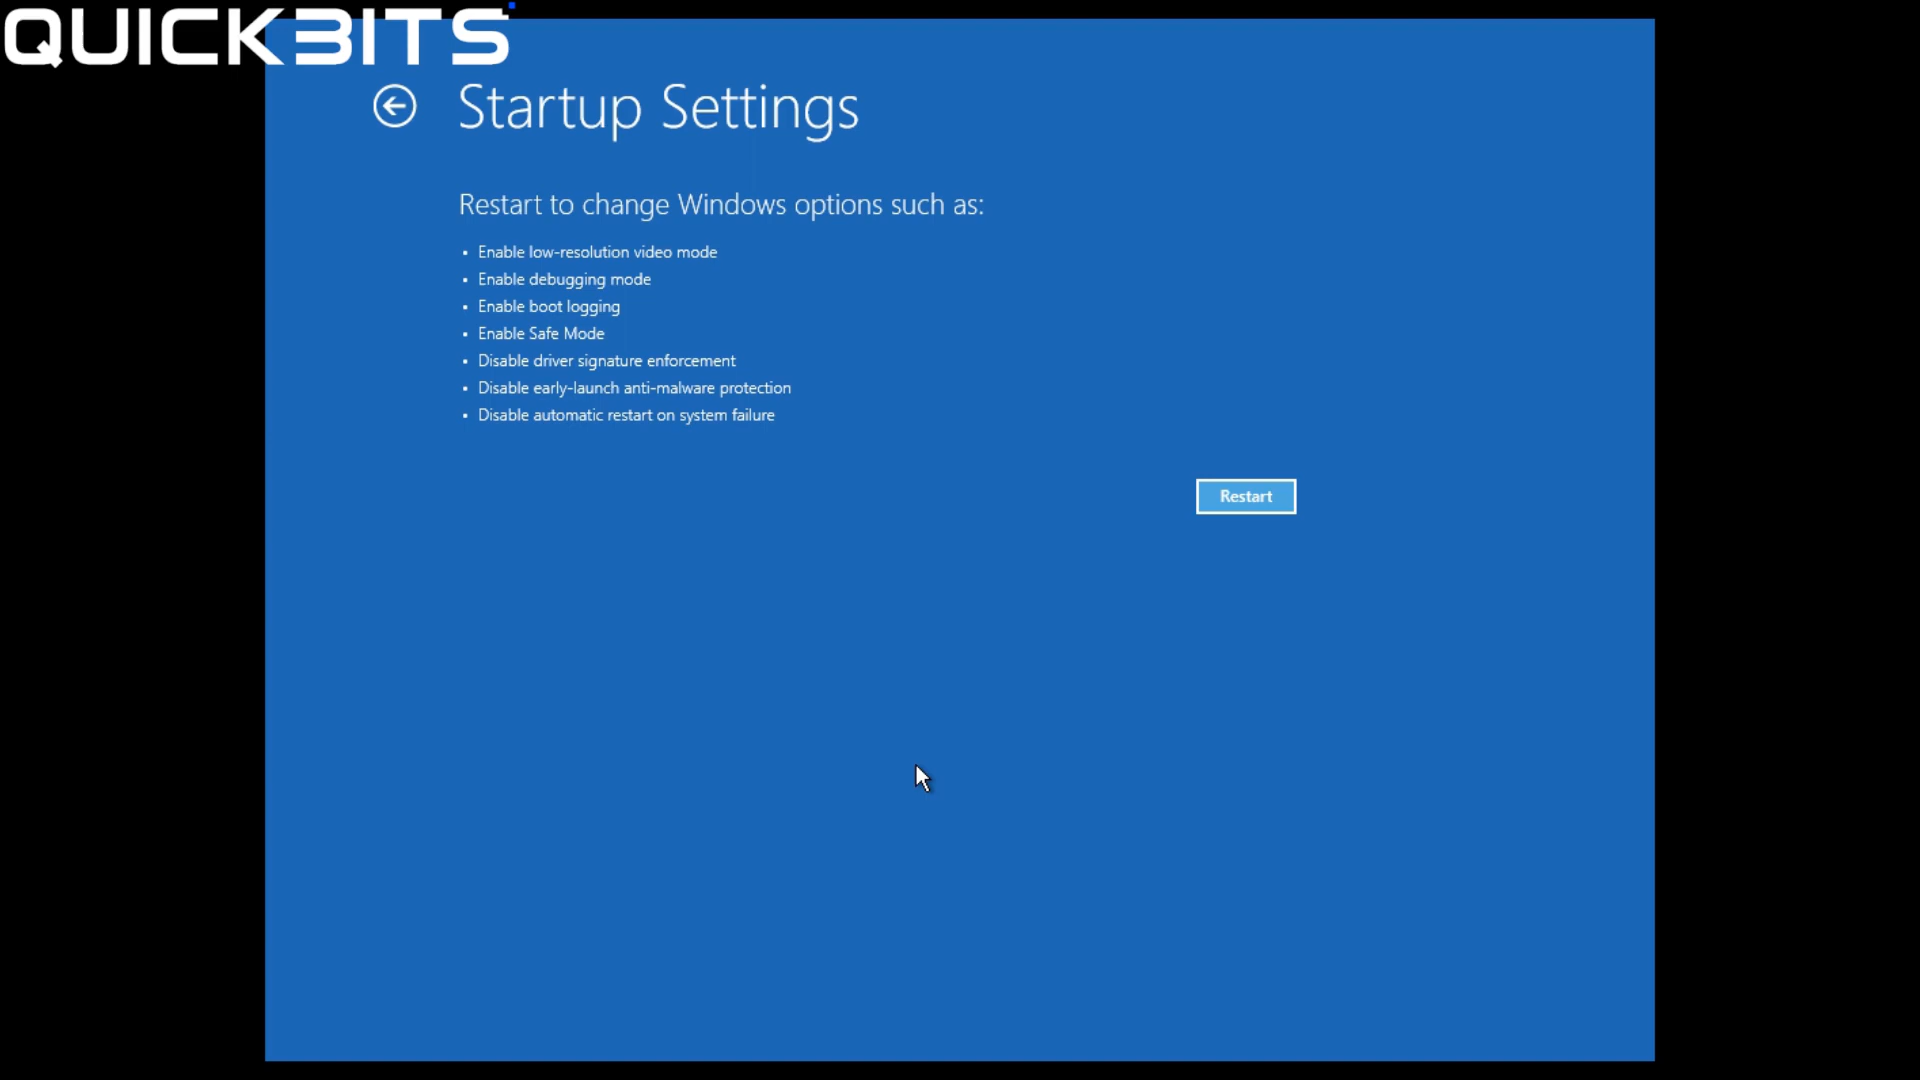 QUICKBITS
Startup Settings
Restart to change Windows options such as:
• Enable low-resolution video mode
• Enable debugging mode
• Enable boot logging
• Enable Safe Mode
• Disable driver signature enforcement
• Disable early-launch anti-malware protection
• Disable automatic restart on system failure
Restart